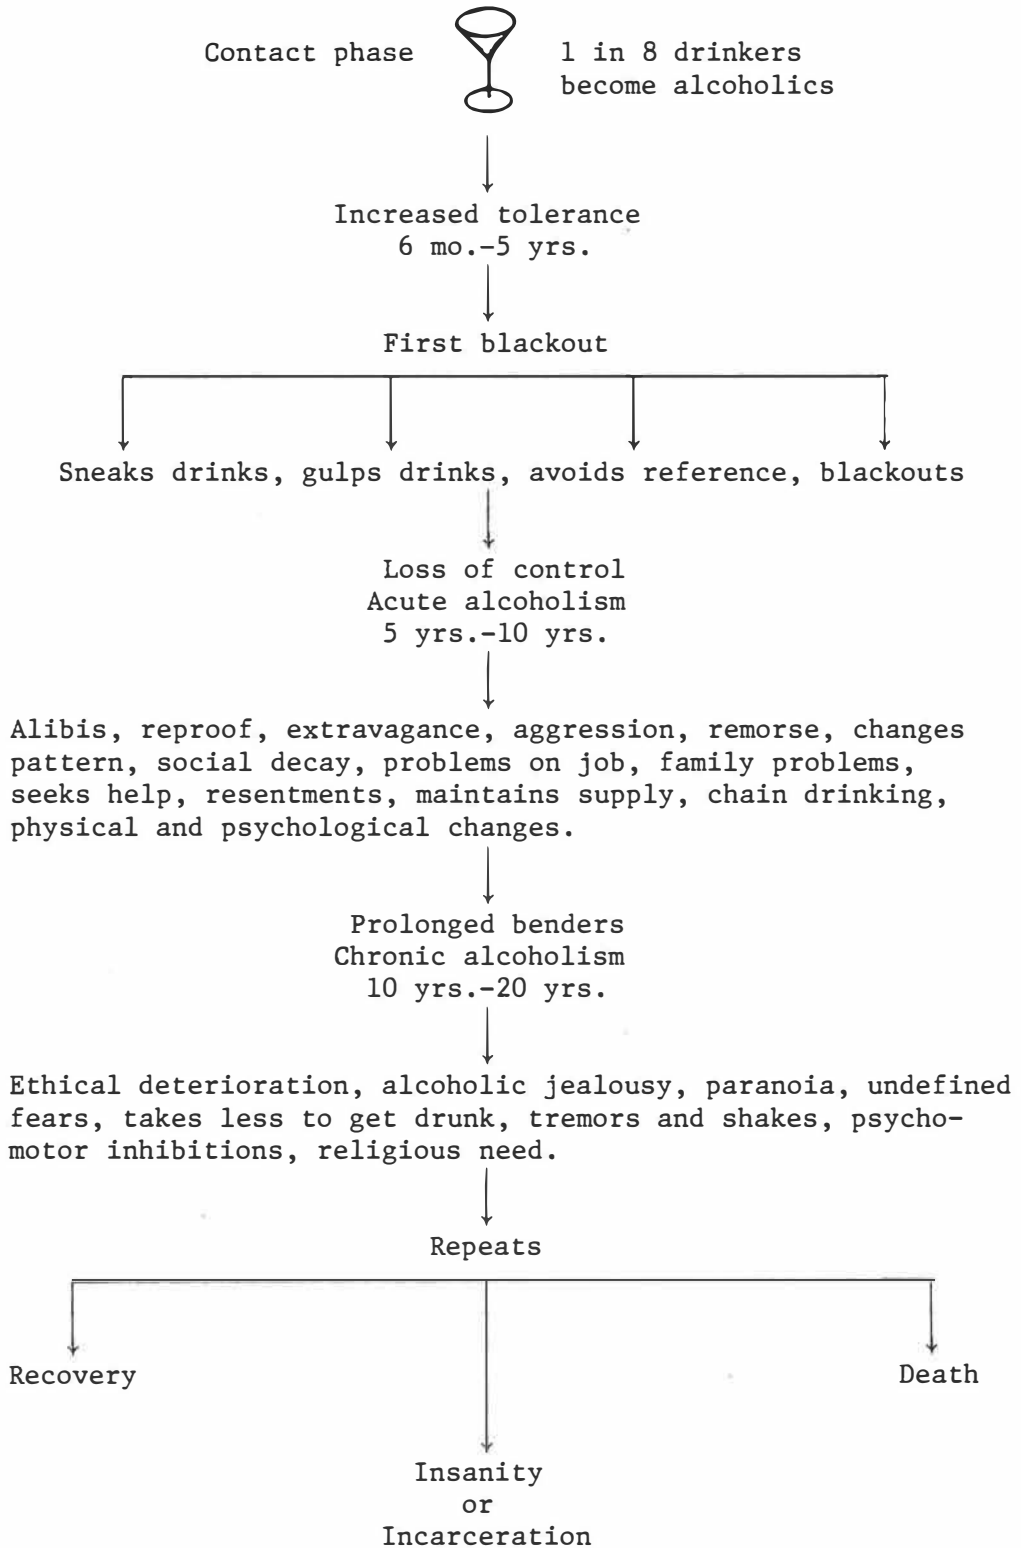 Contact phase
1 in 8 drinkers
become alcoholics
Increased tolerance
6 mo.-5 yrs.
First blackout
Sneaks drinks, gulps drinks, avoids reference, blackouts
Loss of control
Acute alcoholism
5 yrs.-10 yrs.
Alibis, reproof, extravagance, aggression, remorse, changes
pattern, social decay, problems on job, family problems,
seeks help, resentments, maintains supply, chain drinking,
physical and psychological changes.
Prolonged benders
Chronic alcoholism
10 yrs.-20 yrs.
Ethical deterioration, alcoholic jealousy, paranoia, undefined
fears, takes less to get drunk, tremors and shakes, psycho-
motor inhibitions, religious need.
Repeats
Recovery
Death
Insanity
or
Incarceration